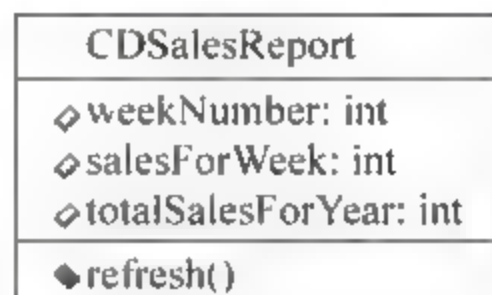 CDSalesReport
weekNumber: int
salesForWeek: int
totalSalesForYear: int
refresh()